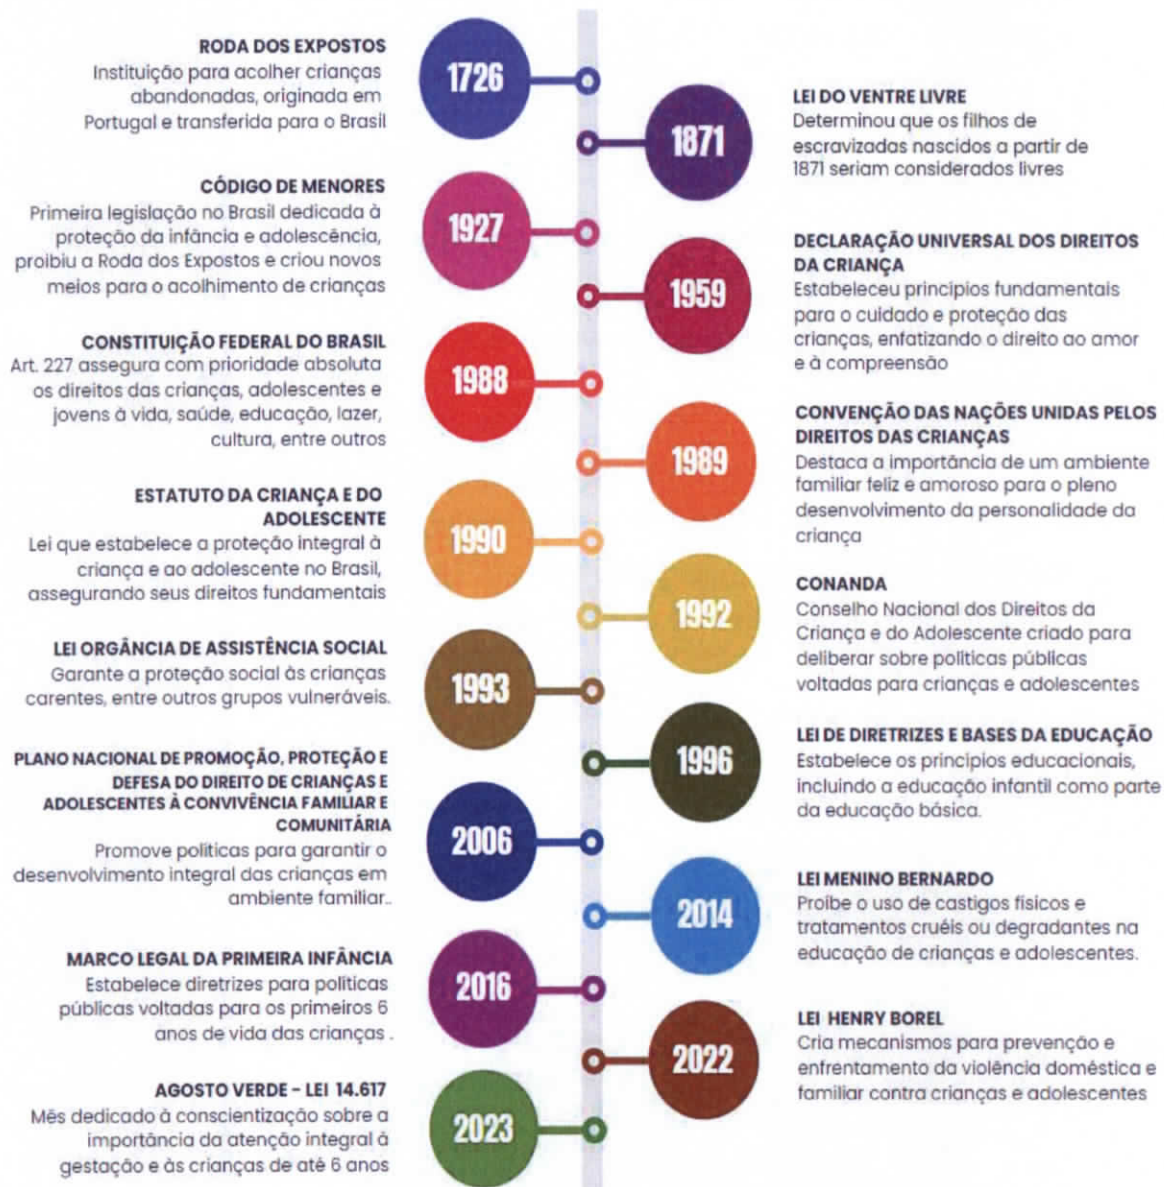 RODA DOS EXPOSTOS
Instituição para acolher crianças
abandonadas, originada em
Portugal e transferida para o Brasil
1726
LEI DO VENTRE LIVRE
Determinou que os filhos de
escravizadas nascidos a partir de
1871 seriam considerados livres
1871
CÓDIGO DE MENORES
Primeira legislação no Brasil dedicada à
proteção da infância e adolescência,
proibiu a Roda dos Expostos e criou novos
meios para o acolhimento de crianças
1927
DECLARAÇÃO UNIVERSAL DOS DIREITOS
DA CRIANÇA
Estabeleceu princípios fundamentais
para o cuidado e proteção das
crianças, enfatizando o direito ao amor
e à compreensão
1959
CONSTITUIÇÃO FEDERAL DO BRASIL
Art. 227 assegura com prioridade absoluta
os direitos das crianças, adolescentes e
jovens à vida, saúde, educação, lazer,
cultura, entre outros
1988
CONVENÇÃO DAS NAÇÕES UNIDAS PELOS
DIREITOS DAS CRIANÇAS
Destaca a importância de um ambiente
familiar feliz e amoroso para o pleno
desenvolvimento da personalidade da
criança
1989
ESTATUTO DA CRIANÇA E DO
ADOLESCENTE
Lei que estabelece a proteção integral à
criança e ao adolescente no Brasil,
assegurando seus direitos fundamentais
1990
CONANDA
Conselho Nacional dos Direitos da
Criança e do Adolescente criado para
deliberar sobre políticas públicas
voltadas para crianças e adolescentes
1992
LEI ORGÂNCIA DE ASSISTÊNCIA SOCIAL
Garante a proteção social às crianças
carentes, entre outros grupos vulneráveis.
1993
LEI DE DIRETRIZES E BASES DA EDUCAÇÃO
Estabelece os princípios educacionais,
incluindo a educação infantil como parte
da educação básica.
1996
PLANO NACIONAL DE PROMOÇÃO, PROTEÇÃO E
DEFESA DO DIREITO DE CRIANÇAS E
ADOLESCENTES À CONVIVÊNCIA FAMILIAR E
COMUNITÁRIA
Promove políticas para garantir o
desenvolvimento integral das crianças em
ambiente familiar..
2006
LEI MENINO BERNARDO
Proíbe o uso de castigos físicos e
tratamentos cruéis ou degradantes na
educação de crianças e adolescentes.
2014
MARCO LEGAL DA PRIMEIRA INFÂNCIA
Estabelece diretrizes para políticas
públicas voltadas para os primeiros 6
anos de vida das crianças .
2016
LEI HENRY BOREL
Cria mecanismos para prevenção e
enfrentamento da violência doméstica e
familiar contra crianças e adolescentes
2022
AGOSTO VERDE - LEI 14.617
Mês dedicado à conscientização sobre a
importância da atenção integral à
gestação e às crianças de até 6 anos
2023